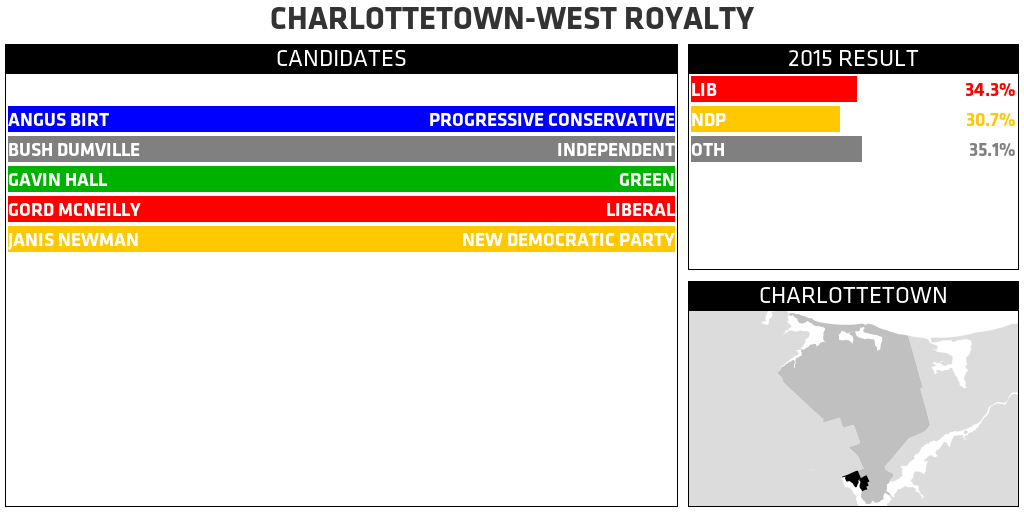 CHARLOTTETOWN-WEST ROYALTY
CANDIDATES
ANGUS BIRT PROGRESSIVE CONSERVATIVE
BUSH DUMVILLE INDEPENDENT
GAVIN HALL GREEN
GORD MCNEILLY LIBERAL
JANIS NEWMAN NEW DEMOCRATIC PARTY
2015 RESULT
LIB 34.3%
NDP 30.7%
OTH 35.1%
CHARLOTTETOWN